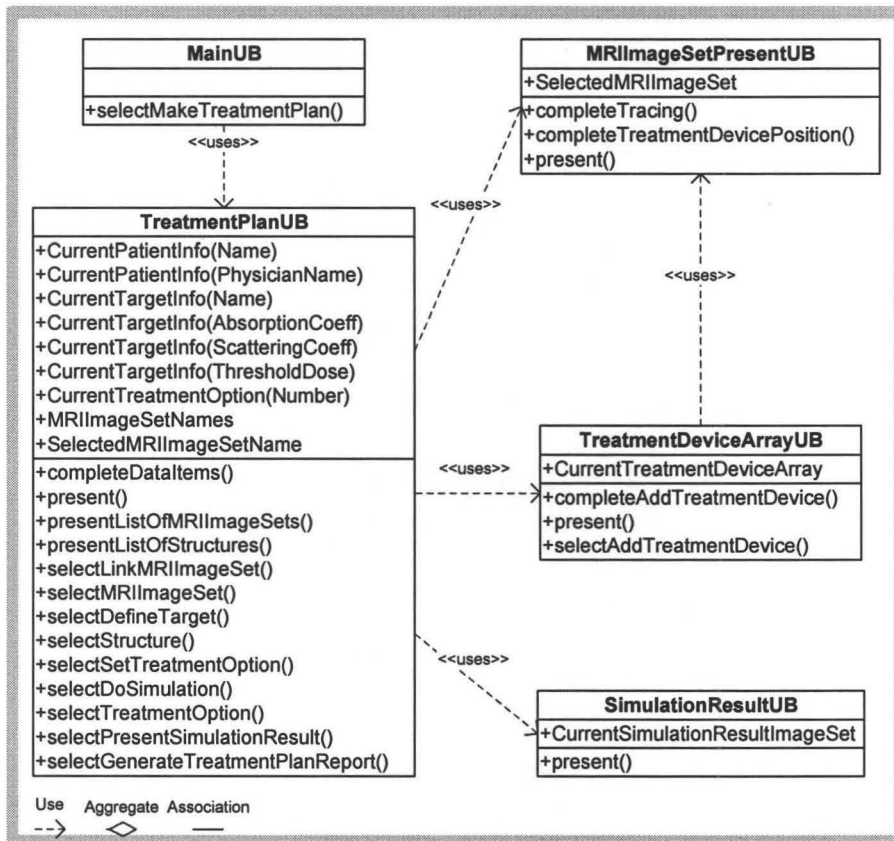 MainUB
+selectMakeTreatmentPlan()
<<uses>>
TreatmentPlanUB
+CurrentPatientInfo(Name)
+CurrentPatientInfo(PhysicianName)
+CurrentTargetInfo(Name)
+CurrentTargetInfo(AbsorptionCoeff)
+CurrentTargetInfo(ScatteringCoeff)
+CurrentTargetInfo(ThresholdDose)
+CurrentTreatmentOption(Number)
+MRIImageSetNames
+SelectedMRIImageSetName
+completeDataItems()
+present()
+presentListOfMRIImageSets()
+presentListOfStructures()
+selectLinkMRIImageSet()
+selectMRIImageSet()
+selectDefineTarget()
+selectStructure()
+selectSetTreatmentOption()
+selectDoSimulation()
+selectTreatmentOption()
+selectPresentSimulationResult()
+selectGenerateTreatmentPlanReport()
<<uses>>
<<uses>>
<<uses>>
MRIImageSetPresentUB
+SelectedMRIImageSet
+completeTracing()
+completeTreatmentDevicePosition()
+present()
<<uses>>
TreatmentDeviceArrayUB
+CurrentTreatmentDeviceArray
+completeAddTreatmentDevice()
+present()
+selectAddTreatmentDevice()
SimulationResultUB
+CurrentSimulationResultImageSet
+present()
Use Aggregate Association